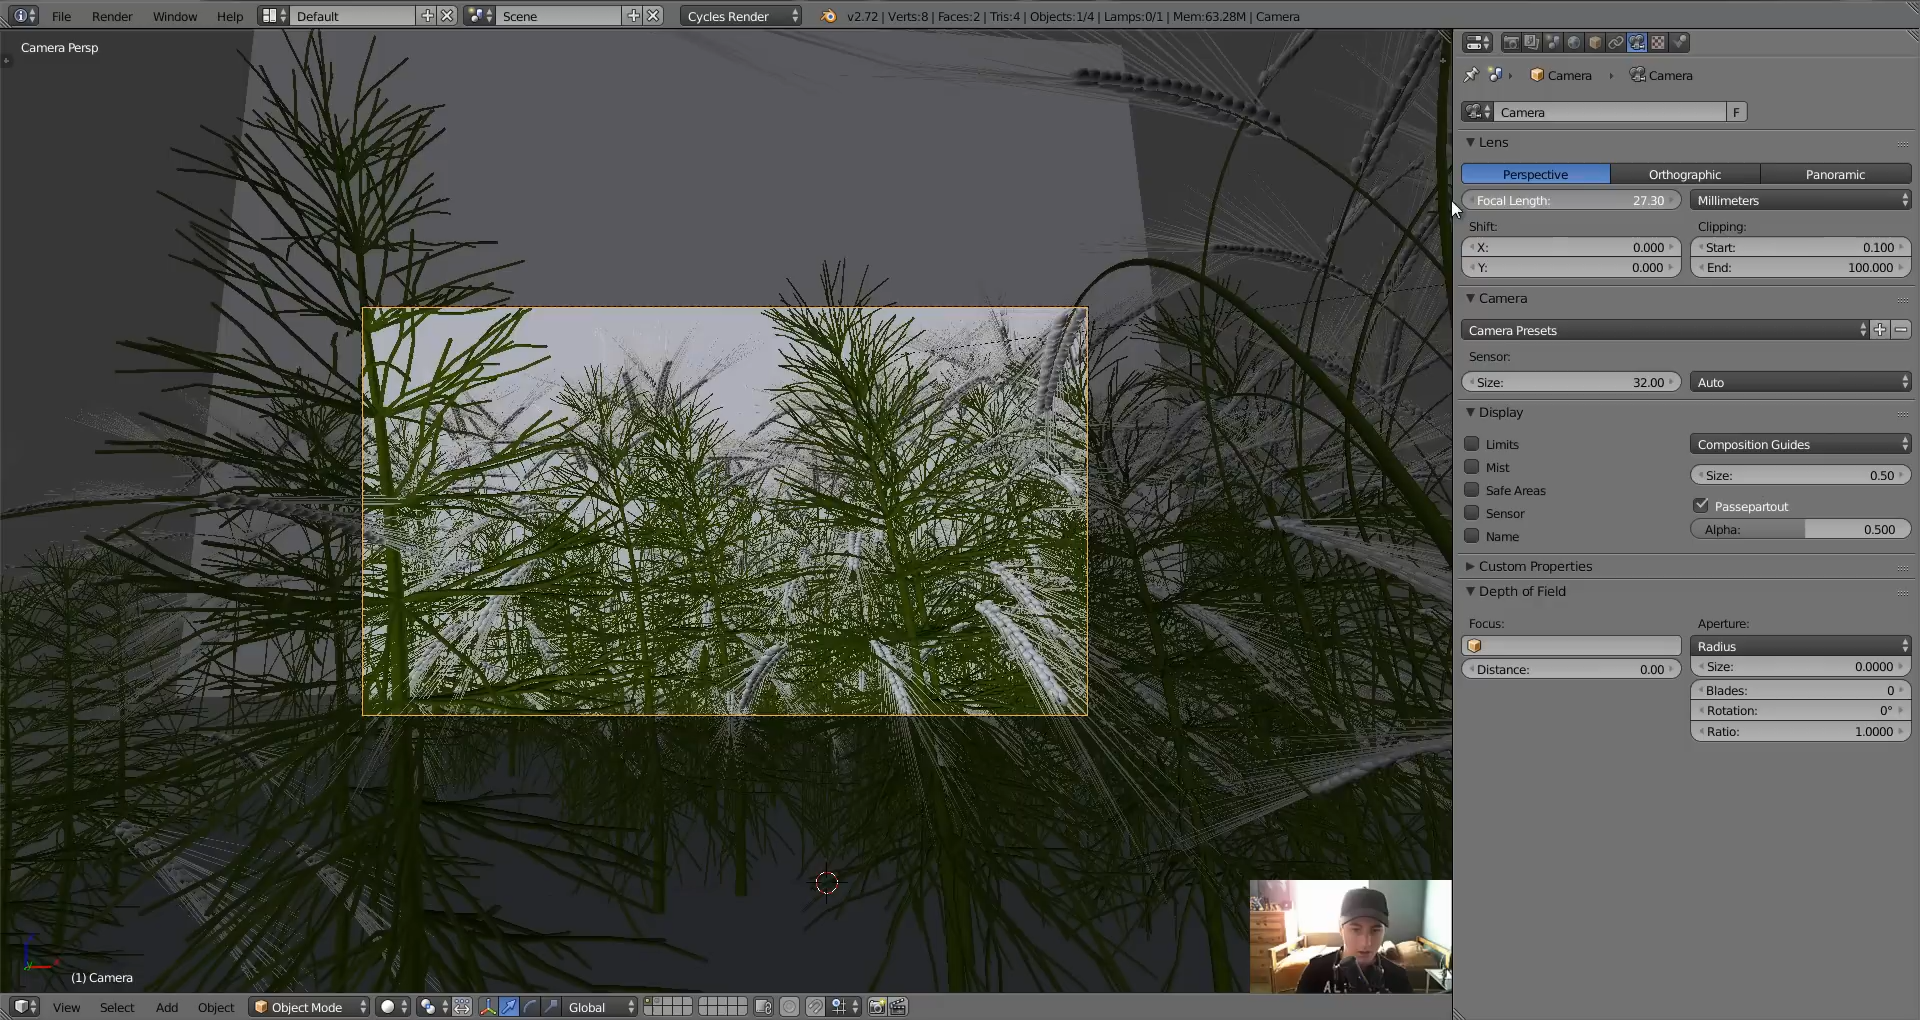 File Render Window Help Default Scene Cycles Render v2.72 | Verts:8 | Faces:2 | Tris:4 | Objects:1/4 | Lamps:0/1 | Mem:63.28M | Camera
Camera Persp
Camera Camera
Camera F
Lens
Perspective Orthographic Panoramic
Focal Length: 27.30 Millimeters
Shift: Clipping:
X: 0.000 Start: 0.100
Y: 0.000 End: 100.000
Camera
Camera Presets
Sensor:
Size: 32.00 Auto
Display
Limits Composition Guides
Mist Size: 0.50
Safe Areas
Sensor Passepartout
Name Alpha: 0.500
Custom Properties
Depth of Field
Focus: Aperture:
Radius
Distance: 0.00 Size: 0.0000
Blades: 0
Rotation: 0°
Ratio: 1.0000
(1) Camera
View Select Add Object Object Mode Global